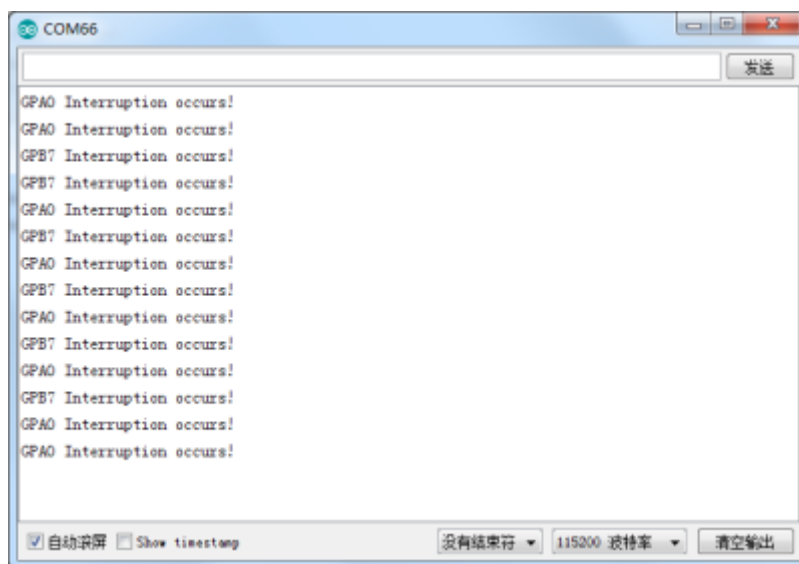 COM66
发送
GPA0 Interruption occurs!
GPA0 Interruption occurs!
GPB7 Interruption occurs!
GPB7 Interruption occurs!
GPA0 Interruption occurs!
GPB7 Interruption occurs!
GPA0 Interruption occurs!
GPB7 Interruption occurs!
GPA0 Interruption occurs!
GPB7 Interruption occurs!
GPA0 Interruption occurs!
GPB7 Interruption occurs!
GPA0 Interruption occurs!
GPA0 Interruption occurs!
自动滚屏 Show timestamp 没有结束符 115200 波特率 清空输出